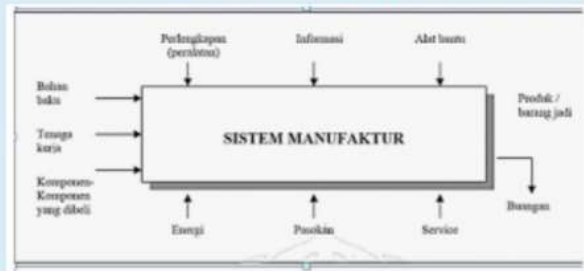 Perlengkapan
(peralatan)
Informasi
Alat bantu
Bahan
baku
Tenaga
kerja
Komponen-
Komponen
yang dibeli
SISTEM MANUFAKTUR
Produk /
barang jadi
Buangan
Energi
Pasokan
Service